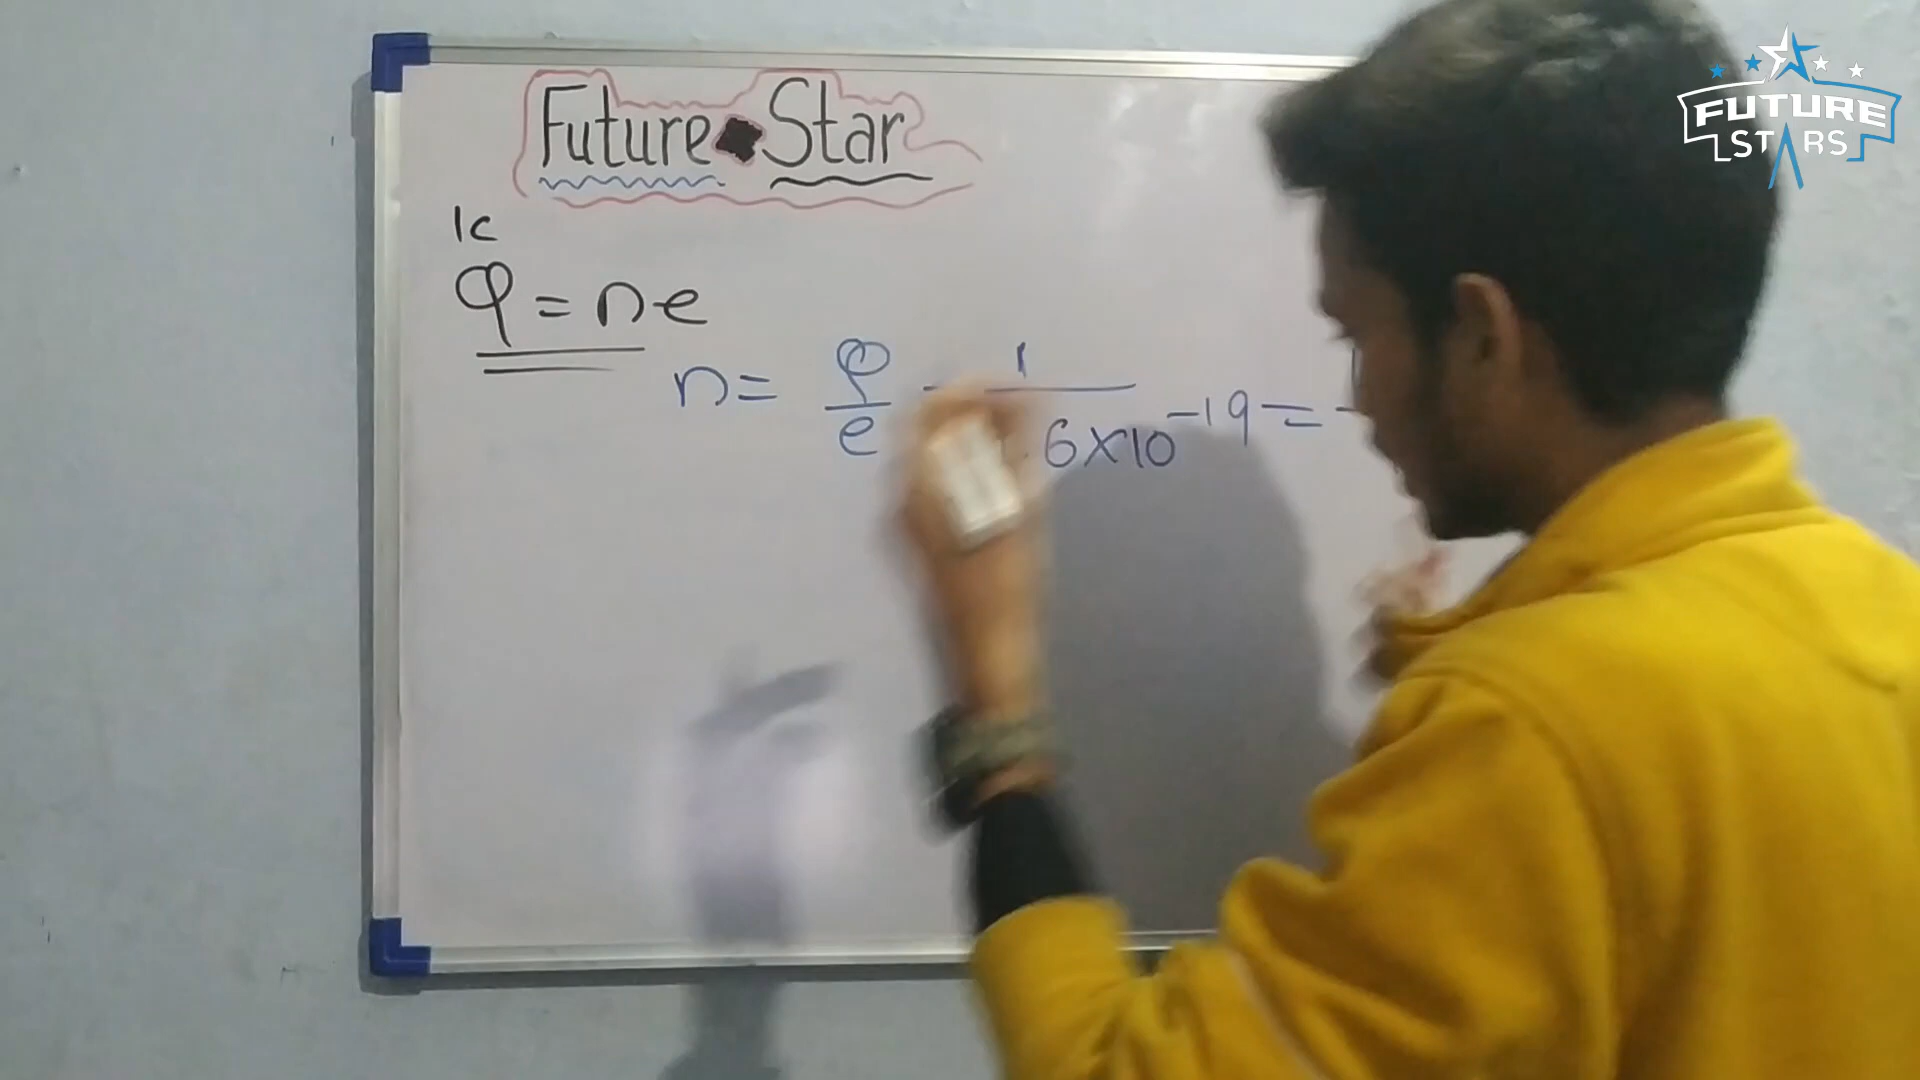 Future Star
1c
Q = ne
n = Q/e 1/.6×10⁻¹⁹ =
FUTURE
STARS